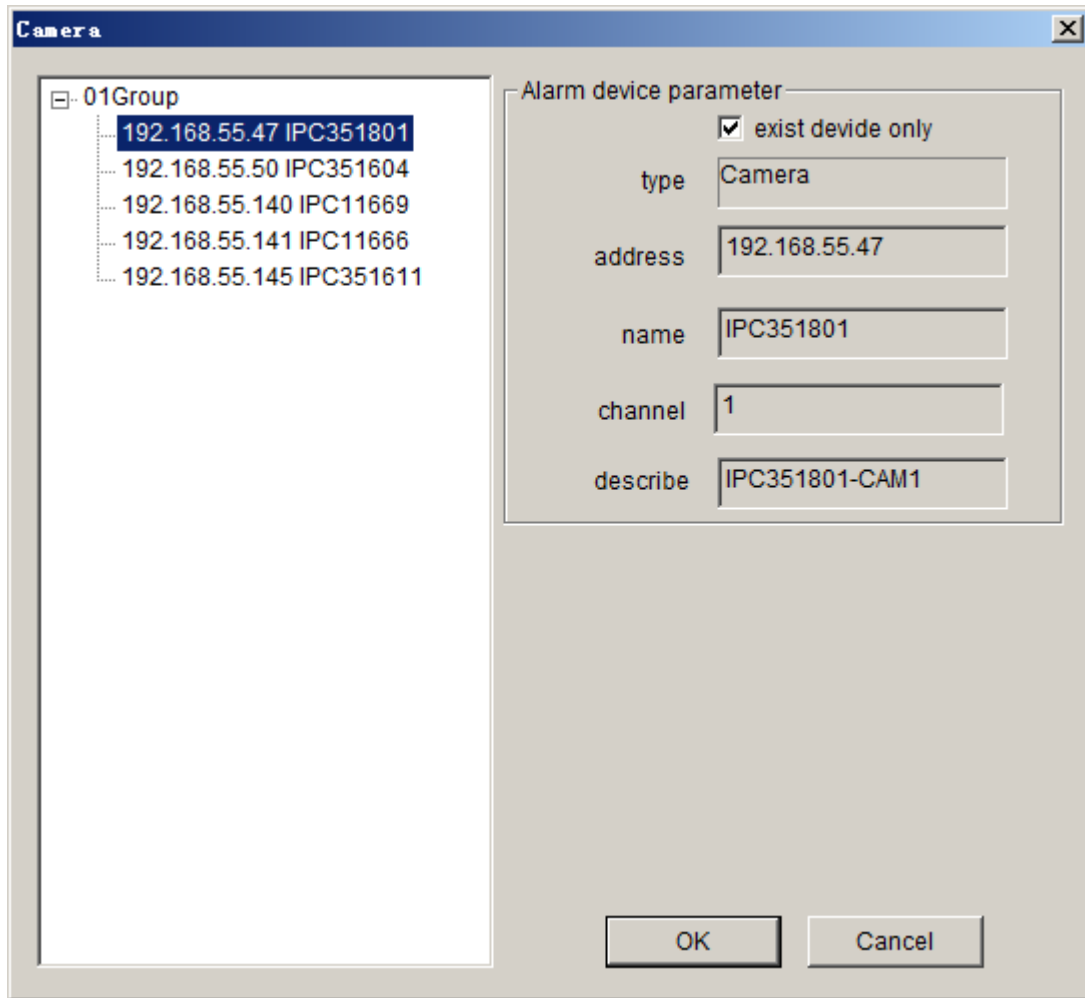 Camera
01Group
192.168.55.47 IPC351801
192.168.55.50 IPC351604
192.168.55.140 IPC11669
192.168.55.141 IPC11666
192.168.55.145 IPC351611
Alarm device parameter
exist devide only
type Camera
address 192.168.55.47
name IPC351801
channel 1
describe IPC351801-CAM1
OK Cancel